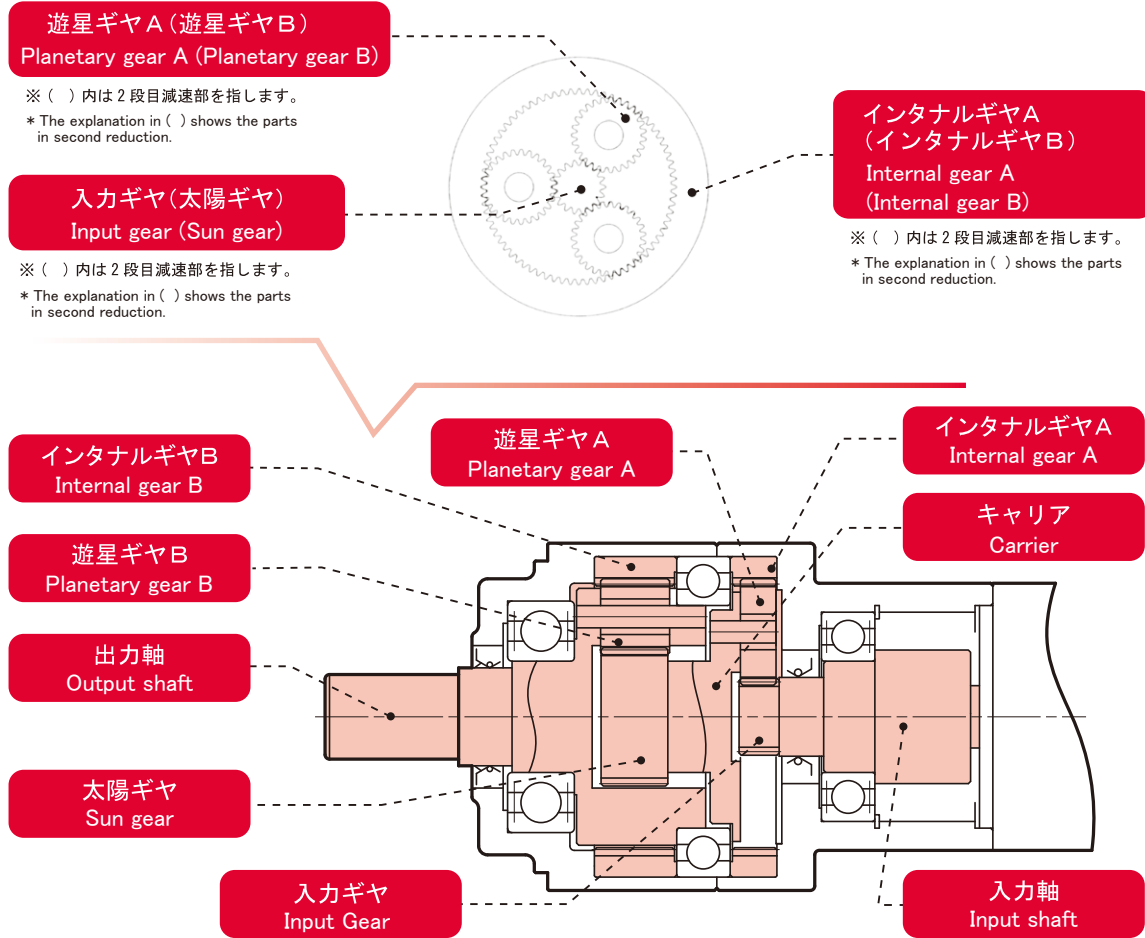 遊星ギヤA（遊星ギヤB）
Planetary gear A (Planetary gear B)
※（　）内は2段目減速部を指します。
* The explanation in (  ) shows the parts
in second reduction.
入力ギヤ（太陽ギヤ）
Input gear (Sun gear)
※（　）内は2段目減速部を指します。
* The explanation in (  ) shows the parts
in second reduction.
インタナルギヤA
（インタナルギヤB）
Internal gear A
(Internal gear B)
※（　）内は2段目減速部を指します。
* The explanation in (  ) shows the parts
in second reduction.
インタナルギヤB
Internal gear B
遊星ギヤA
Planetary gear A
インタナルギヤA
Internal gear A
キャリア
Carrier
遊星ギヤB
Planetary gear B
出力軸
Output shaft
太陽ギヤ
Sun gear
入力ギヤ
Input Gear
入力軸
Input shaft